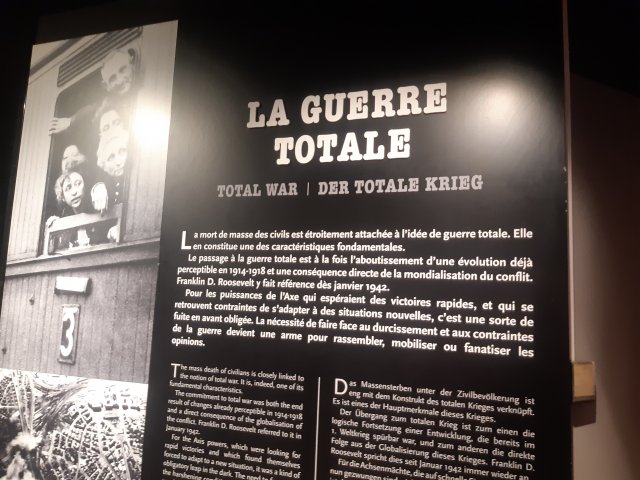 LA GUERRE
TOTALE
TOTAL WAR | DER TOTALE KRIEG
La mort de masse des civils est étroitement attachée à l'idée de guerre totale. Elle
en constitue une des caractéristiques fondamentales.
Le passage à la guerre totale est à la fois l'aboutissement d'une évolution déjà
perceptible en 1914-1918 et une conséquence directe de la mondialisation du conflit.
Franklin D. Roosevelt y fait référence dès janvier 1942.
Pour les puissances de l'Axe qui espéraient des victoires rapides, et qui se
retrouvent contraintes de s'adapter à des situations nouvelles, c'est une sorte de
fuite en avant obligée. La nécessité de faire face au durcissement et aux contraintes
de la guerre devient une arme pour rassembler, mobiliser ou fanatiser les
opinions.
3
The mass death of civilians is closely linked to
the notion of total war. It is, indeed, one of its
fundamental characteristics.
The commitment to total war was both the end
result of changes already perceptible in 1914-1918
and a direct consequence of the globalisation of
the conflict. Franklin D. Roosevelt referred to it in
January 1942.
For the Axis powers, which were looking for
rapid victories and which found themselves
forced to adapt to a new situation, it was a kind of
obligatory leap in the dark. The need to
the harshening
Das Massensterben unter der Zivilbevölkerung ist
eng mit dem Konstrukt des totalen Krieges verknüpft.
Es ist eines der Hauptmerkmale dieses Krieges.
Der Übergang zum totalen Krieg ist zum einen die
logische Fortsetzung einer Entwicklung, die bereits im
1. Weltkrieg spürbar war, und zum anderen die direkte
Folge aus der Globalisierung dieses Krieges. Franklin D.
Roosevelt spricht dies seit Januar 1942 immer wieder an
Für die Achsenmächte, die auf schnelle
nun gezwungen